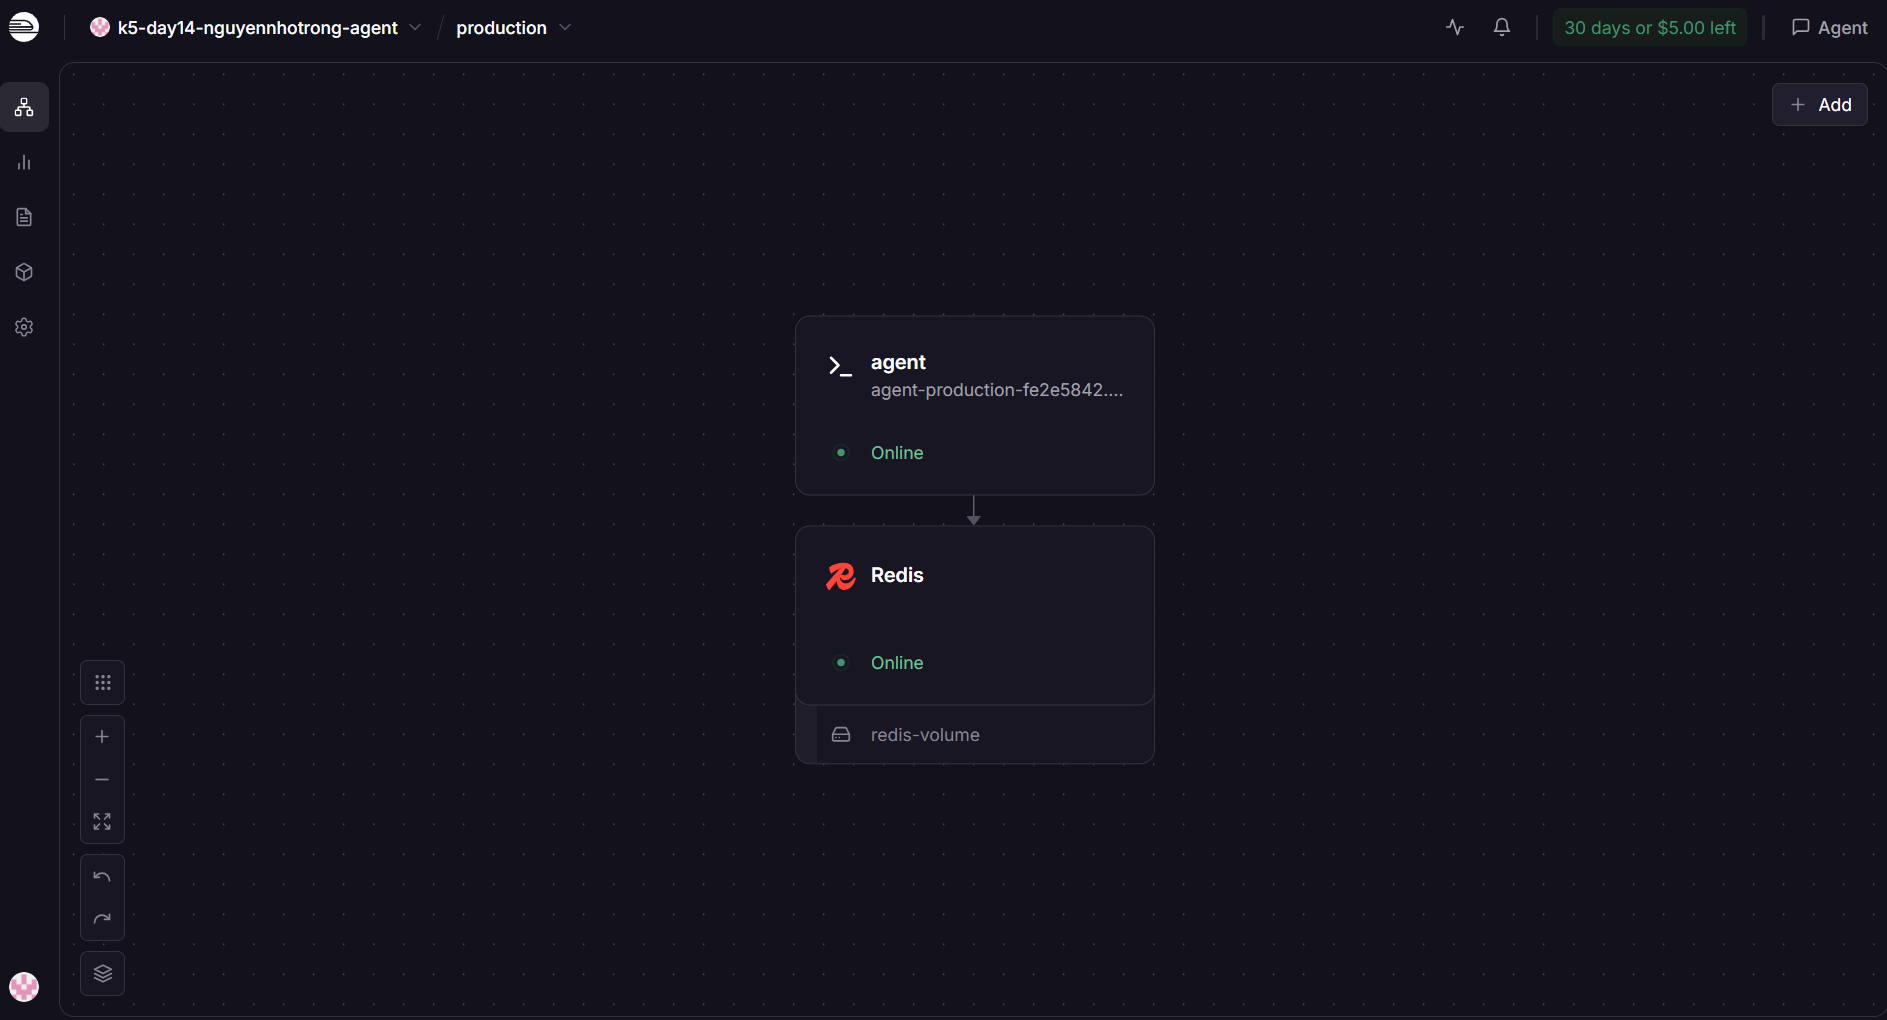 k5-day14-nguyennhotrong-agent / production
30 days or $5.00 left
Agent
+ Add
agent
agent-production-fe2e5842....
Online
Redis
Online
redis-volume